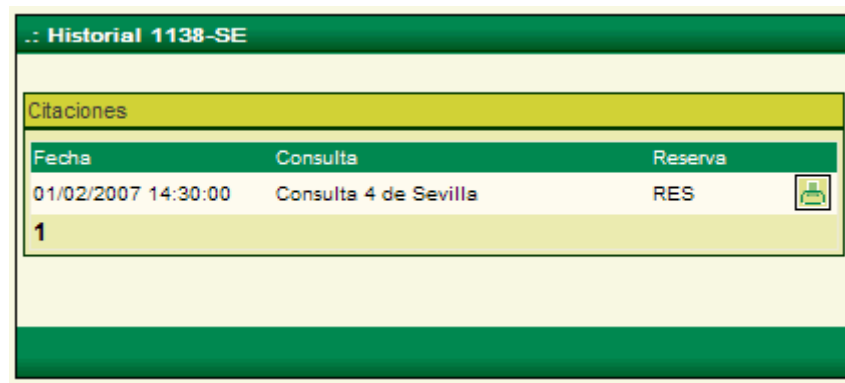 .: Historial 1138-SE
Citaciones
Fecha Consulta Reserva
01/02/2007 14:30:00 Consulta 4 de Sevilla RES
1